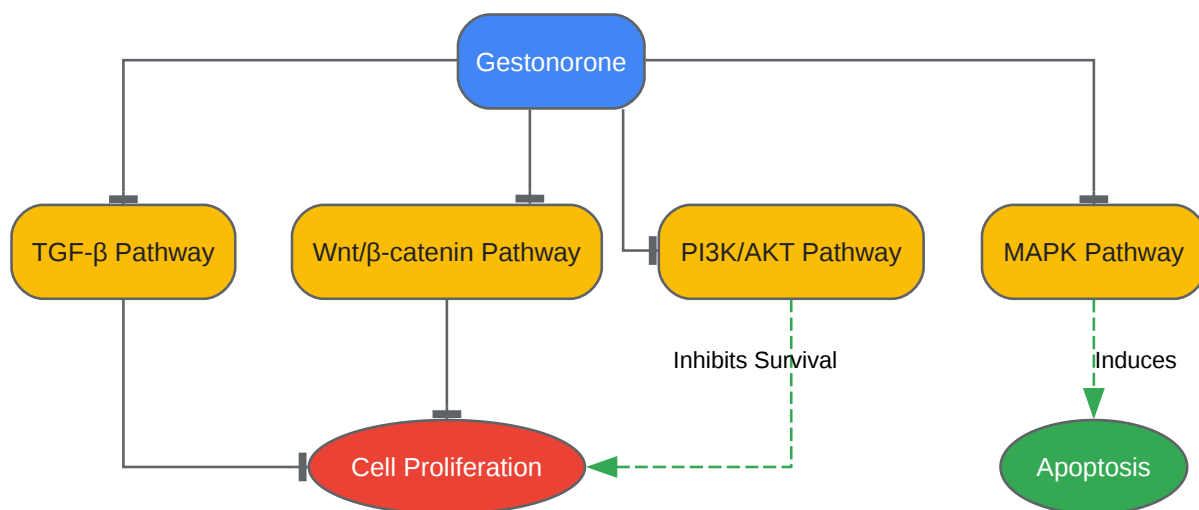 Gestonorone
TGF-β Pathway
Wnt/β-catenin Pathway
PI3K/AKT Pathway
MAPK Pathway
Inhibits Survival
Induces
Cell Proliferation
Apoptosis